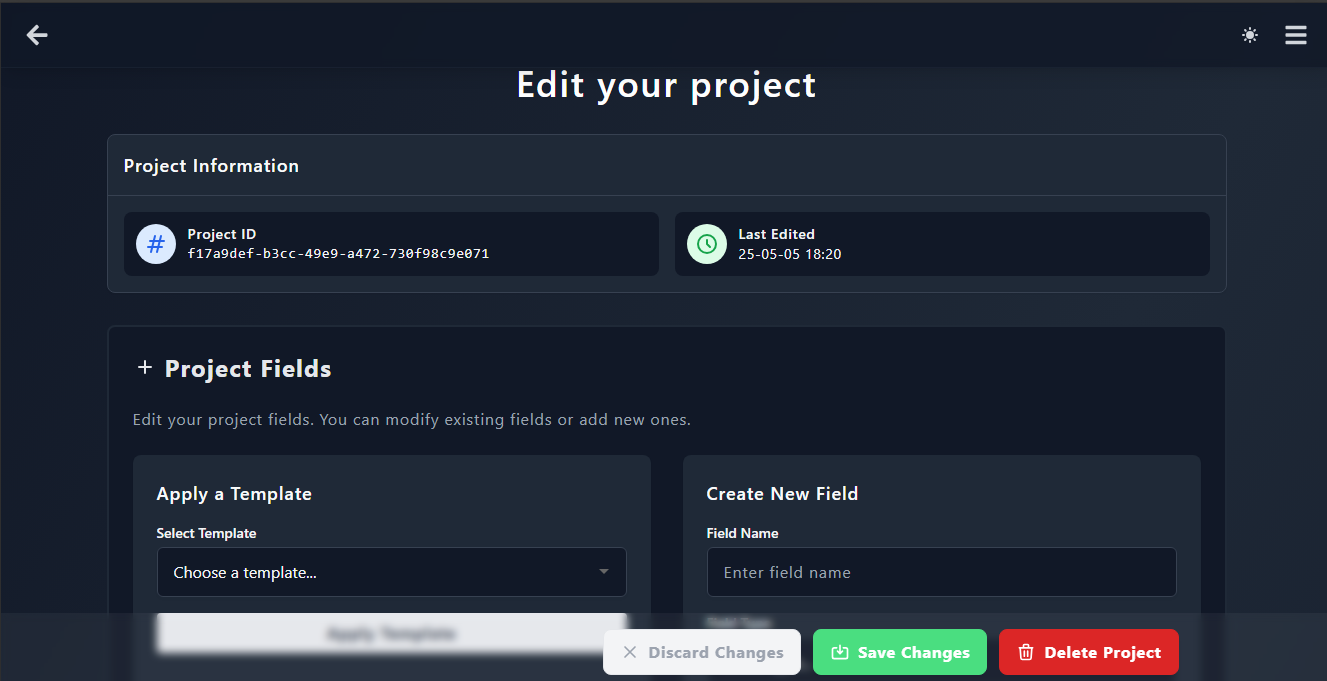 Edit your project
Project Information
Project ID
f17a9def-b3cc-49e9-a472-730f98c9e071
Last Edited
25-05-05 18:20
Project Fields
Edit your project fields. You can modify existing fields or add new ones.
Apply a Template
Select Template
Choose a template...
Apply Template
Create New Field
Field Name
Enter field name
Field Type
Discard Changes
Save Changes
Delete Project